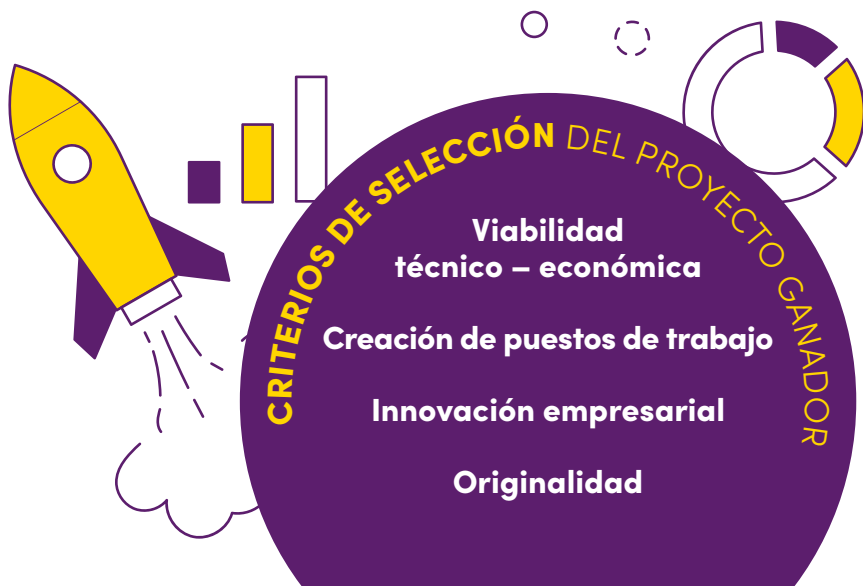 CRITERIOS DE SELECCIÓN DEL PROYECTO GANADOR
Viabilidad
técnico – económica
Creación de puestos de trabajo
Innovación empresarial
Originalidad